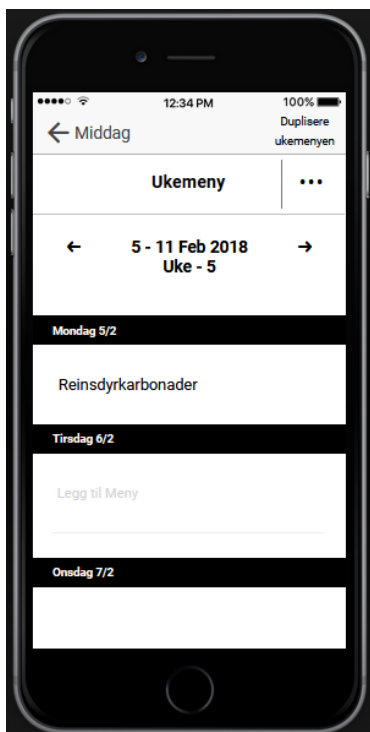 12:34 PM
100%
Middag
Duplisere
ukemenyen
Ukemeny
5 - 11 Feb 2018
Uke - 5
Mondag 5/2
Reinsdyrkarbonader
Tirsdag 6/2
Legg til Meny
Onsdag 7/2